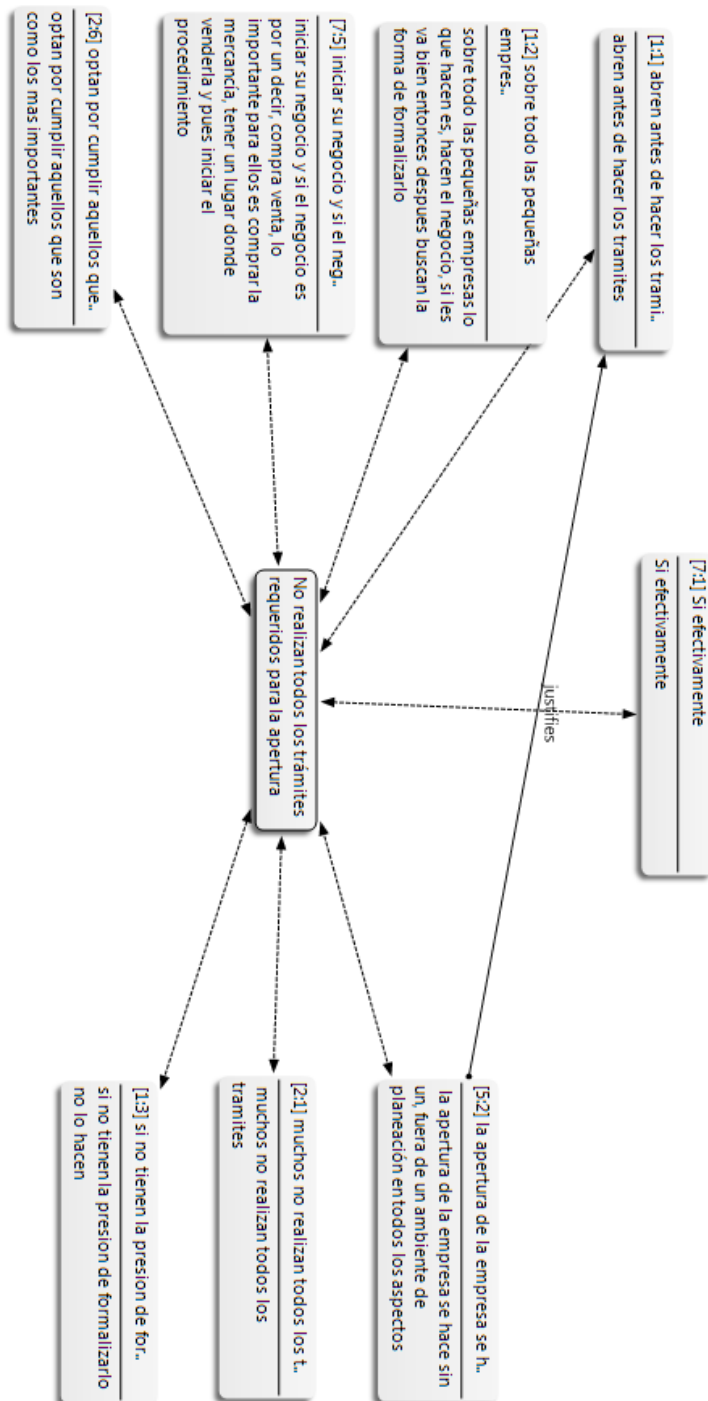 [7:1] Si efectivamente
Si efectivamente
[1:1] abren antes de hacer los trami..
abren antes de hacer los tramites
justifies
[5:2] la apertura de la empresa se h..
la apertura de la empresa se hace sin
un, fuera de un ambiente de
planeación en todos los aspectos
[1:2] sobre todo las pequeñas
empres..
sobre todo las pequeñas empresas lo
que hacen es, hacen el negocio, si les
va bien entonces despues buscan la
forma de formalizarlo
No realizan todos los trámites
requeridos para la apertura
[7:5] iniciar su negocio y si el neg..
iniciar su negocio y si el negocio es
por un decir, compra venta, lo
importante para ellos es comprar la
mercancía, tener un lugar donde
venderla y pues iniciar el
procedimiento
[2:1] muchos no realizan todos los t..
muchos no realizan todos los
tramites
[2:6] optan por cumplir aquellos que..
optan por cumplir aquellos que son
como los mas importantes
[1:3] si no tienen la presion de for..
si no tienen la presion de formalizarlo
no lo hacen